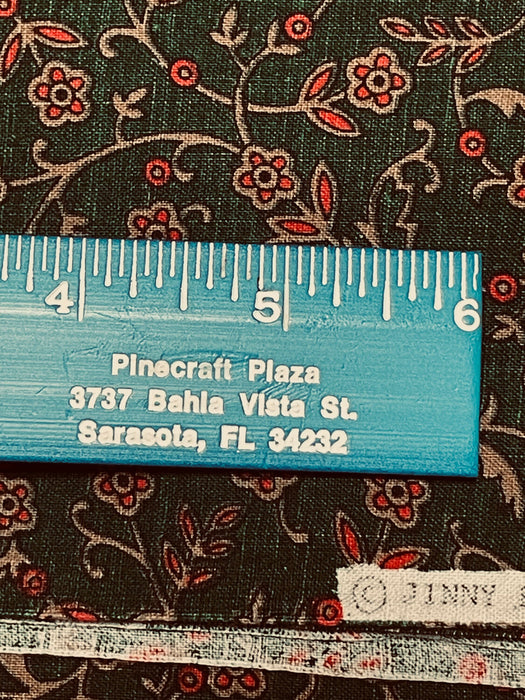 4 5 6
Pinecraft Plaza
3737 Bahia Vista St.
Sarasota, FL 34232
© JINNY